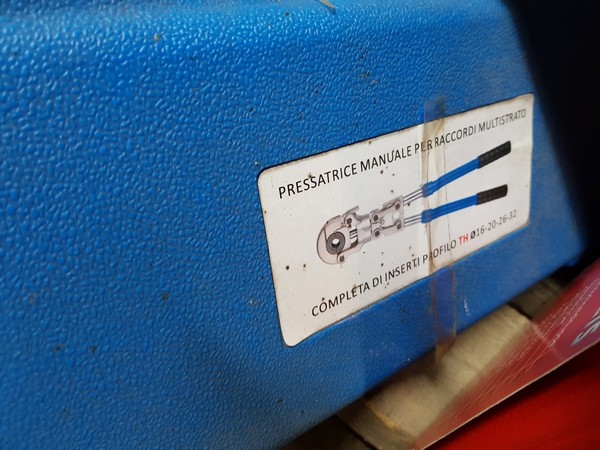 PRESSATRICE MANUALE PER RACCORDI MULTISTRATO
COMPLETA DI INSERTI PROFILO TH Ø16-20-26-32